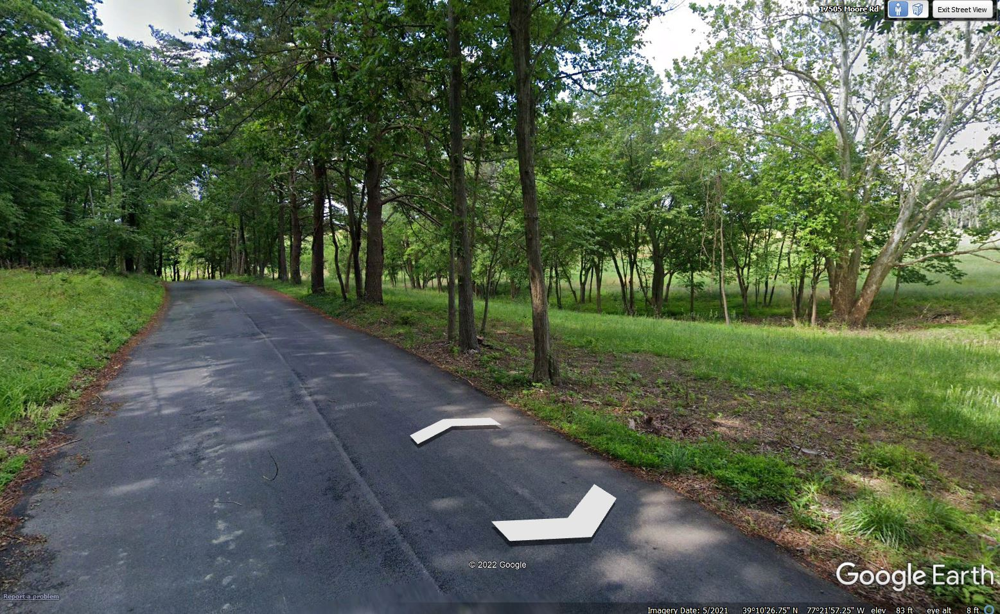 17505 Moore Rd
Exit Street View
N
© 2021 Google
© 2022 Google
Google Earth
Report a problem
Imagery Date: 5/2021 39°10'26.75" N 77°21'57.25" W elev 83 ft eye alt 8 ft